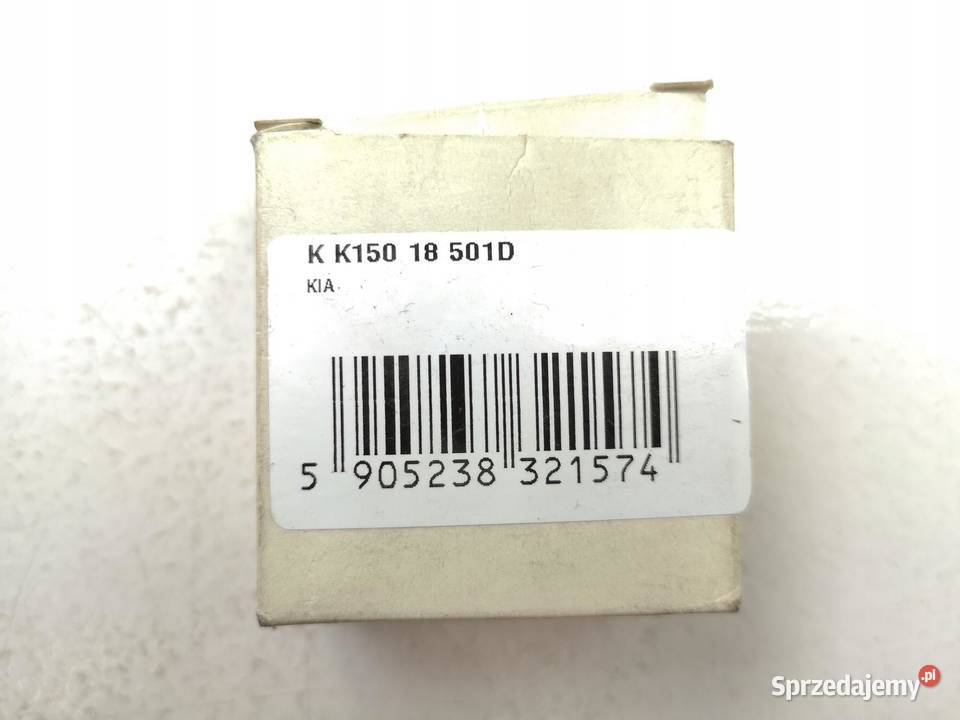 K K150 18 501D
KIA
5 905238 321574
Sprzedajemy.pl